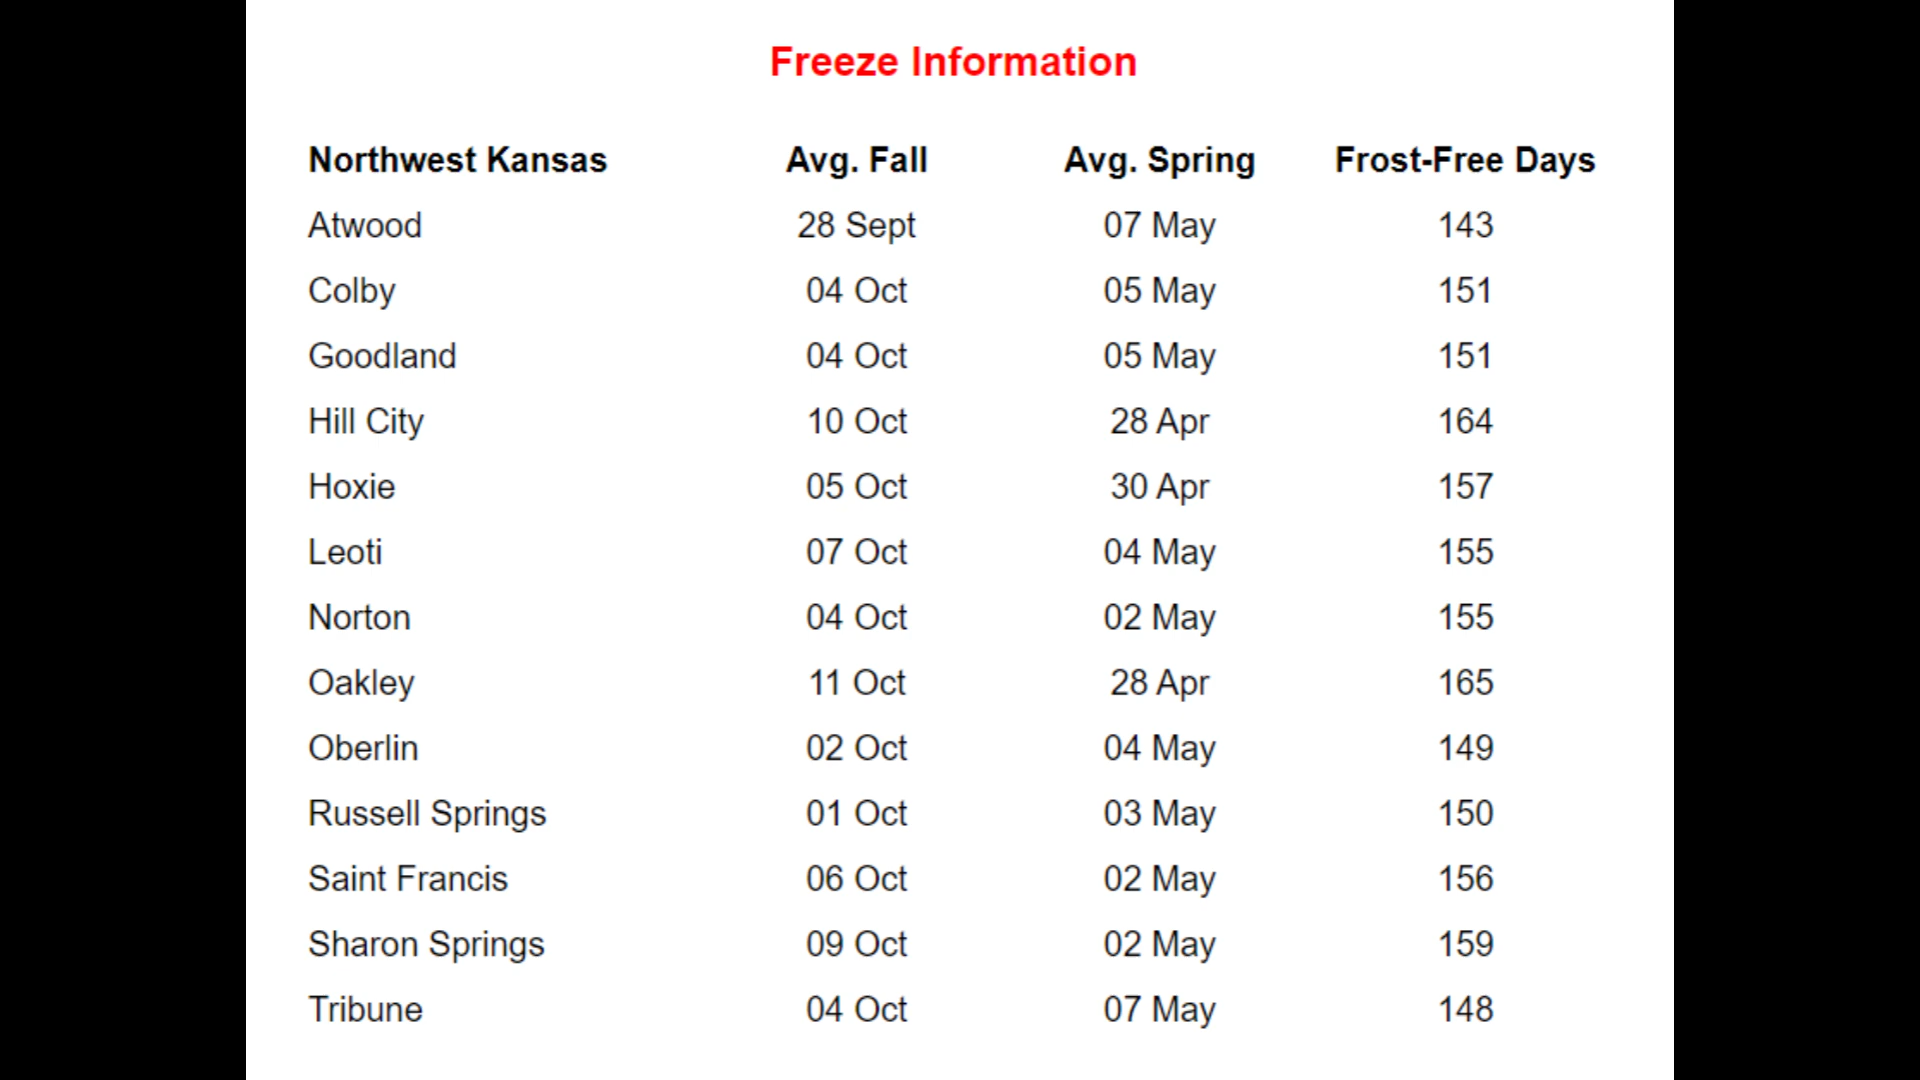 Freeze Information
Northwest Kansas Avg. Fall Avg. Spring Frost-Free Days
Atwood 28 Sept 07 May 143
Colby 04 Oct 05 May 151
Goodland 04 Oct 05 May 151
Hill City 10 Oct 28 Apr 164
Hoxie 05 Oct 30 Apr 157
Leoti 07 Oct 04 May 155
Norton 04 Oct 02 May 155
Oakley 11 Oct 28 Apr 165
Oberlin 02 Oct 04 May 149
Russell Springs 01 Oct 03 May 150
Saint Francis 06 Oct 02 May 156
Sharon Springs 09 Oct 02 May 159
Tribune 04 Oct 07 May 148